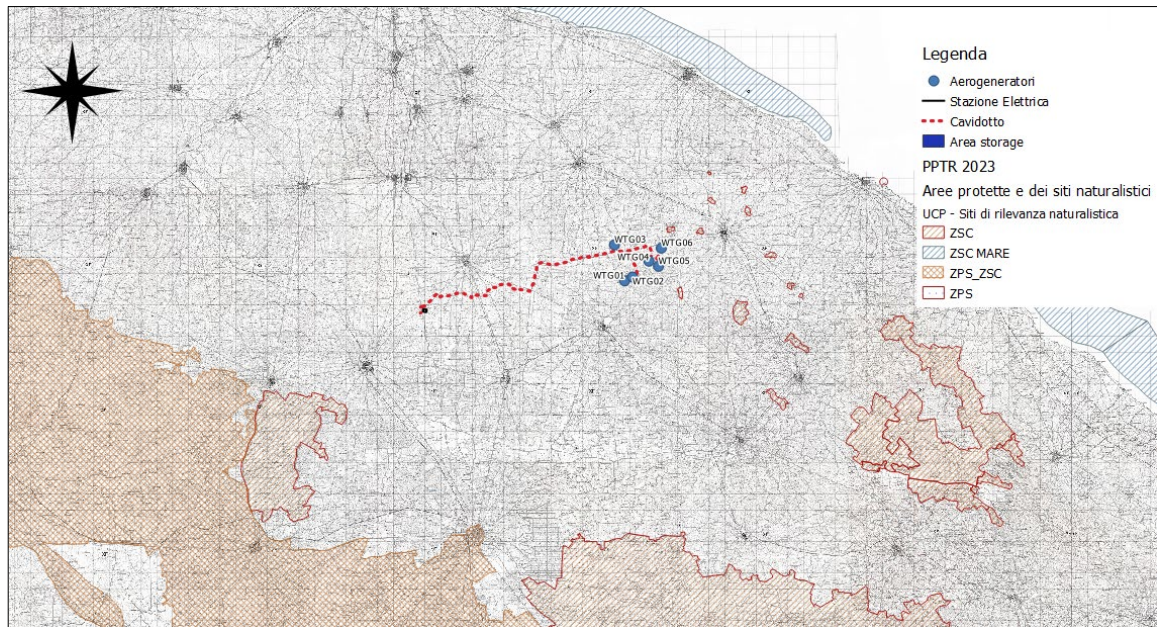 Legenda
Aerogeneratori
Stazione Elettrica
Cavidotto
Area storage
PPTR 2023
Aree protette e dei siti naturalistici
UCP - Siti di rilevanza naturalistica
ZSC
ZSC MARE
ZPS_ZSC
ZPS
WTG03
WTG06
WTG04
WTG05
WTG01
WTG02